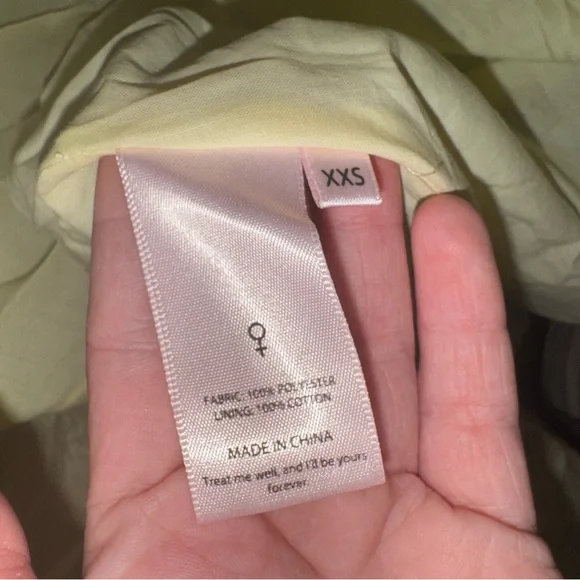 XXS
FABRIC: 100% POLYESTER
LINING: 100% COTTON
MADE IN CHINA
Treat me well, and I'll be yours
forever.